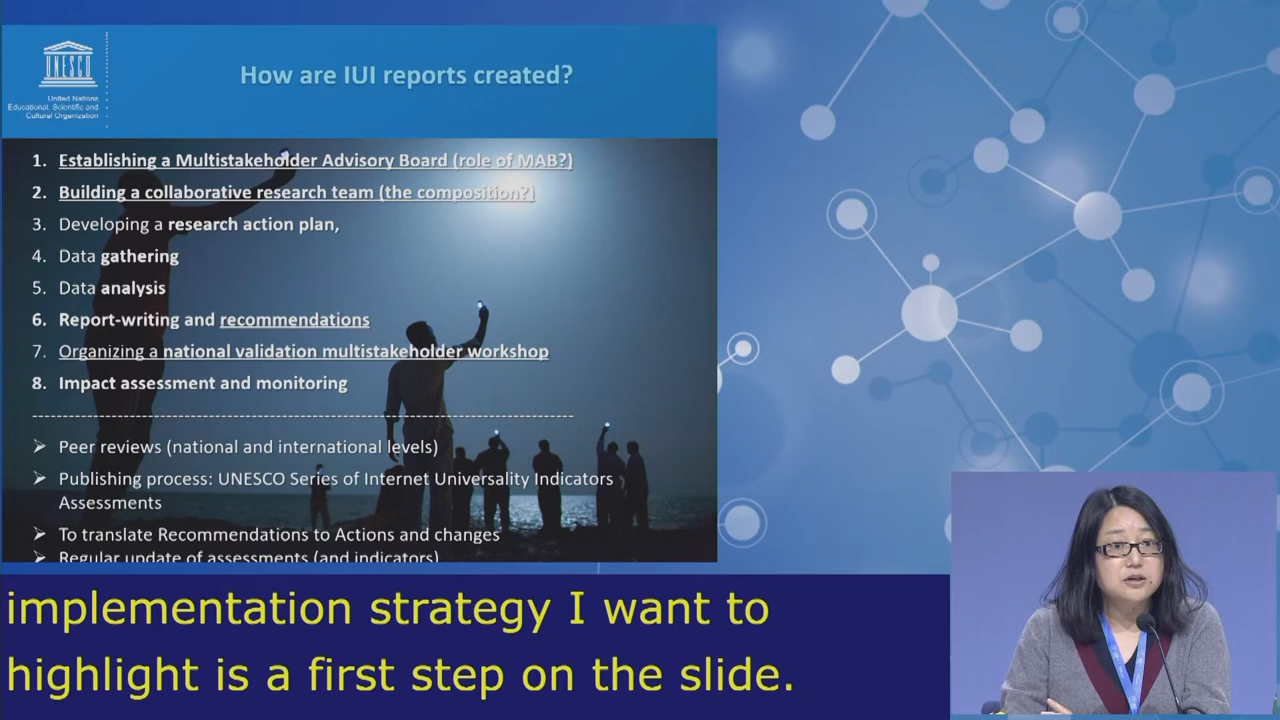 UNESCO
United Nations
Educational, Scientific and
Cultural Organization
How are IUI reports created?
1. Establishing a Multistakeholder Advisory Board (role of MAB?)
2. Building a collaborative research team (the composition?)
3. Developing a research action plan,
4. Data gathering
5. Data analysis
6. Report-writing and recommendations
7. Organizing a national validation multistakeholder workshop
8. Impact assessment and monitoring
--------------------------------------------------------------------------------
➢ Peer reviews (national and international levels)
➢ Publishing process: UNESCO Series of Internet Universality Indicators
Assessments
➢ To translate Recommendations to Actions and changes
➢ Regular update of assessments (and indicators)
implementation strategy I want to
highlight is a first step on the slide.